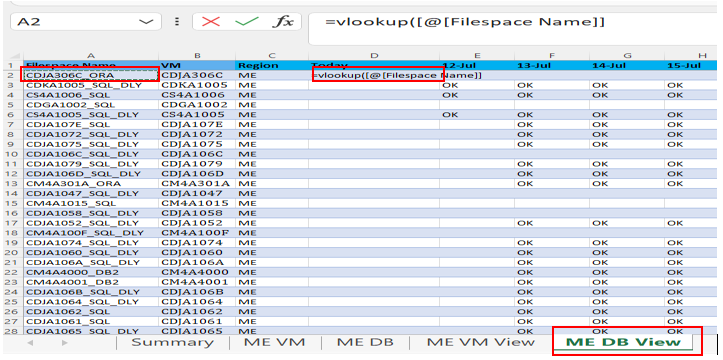 A2 fx =vlookup([@[Filespace Name]]
A B C D E F G H
1 Filespace Name VM Region Today 12-Jul 13-Jul 14-Jul 15-Jul
2 CDJA306C_ORA CDJA306C ME =vlookup([@[Filespace Name]]
3 CDKA1005_SQL_DLY CDKA1005 ME OK OK OK OK
4 CS4A1006_SQL CS4A1006 ME OK OK OK OK
5 CDGA1002_SQL CDGA1002 ME
6 CS4A1005_SQL_DLY CS4A1005 ME OK OK OK OK
7 CDJA107E_SQL CDJA107E ME OK OK OK
8 CDJA1072_SQL_DLY CDJA1072 ME OK OK OK
9 CDJA1075_SQL_DLY CDJA1075 ME OK OK OK
10 CDJA106C_SQL_DLY CDJA106C ME
11 CDJA1079_SQL_DLY CDJA1079 ME OK OK OK
12 CDJA106D_SQL_DLY CDJA106D ME OK OK OK
13 CM4A301A_ORA CM4A301A ME OK OK OK
14 CDJA1047_SQL_DLY CDJA1047 ME
15 CM4A1015_SQL CM4A1015 ME
16 CDJA1058_SQL_DLY CDJA1058 ME
17 CDJA1052_SQL_DLY CDJA1052 ME OK OK OK
18 CM4A100F_SQL_DLY CM4A100F ME
19 CDJA1074_SQL_DLY CDJA1074 ME OK OK OK
20 CDJA1060_SQL_DLY CDJA1060 ME OK OK OK
21 CDJA106A_SQL_DLY CDJA106A ME OK OK OK
22 CM4A4000_DB2 CM4A4000 ME OK OK OK
23 CM4A4001_DB2 CM4A4001 ME OK OK OK
24 CDJA106B_SQL_DLY CDJA106B ME OK OK OK
25 CDJA1064_SQL_DLY CDJA1064 ME OK OK OK
26 CDJA1062_SQL CDJA1062 ME OK OK OK
27 CDJA1061_SQL CDJA1061 ME OK OK OK
28 CDJA1065_SQL_DLY CDJA1065 ME OK OK OK
Summary ME VM ME DB ME VM View ME DB View